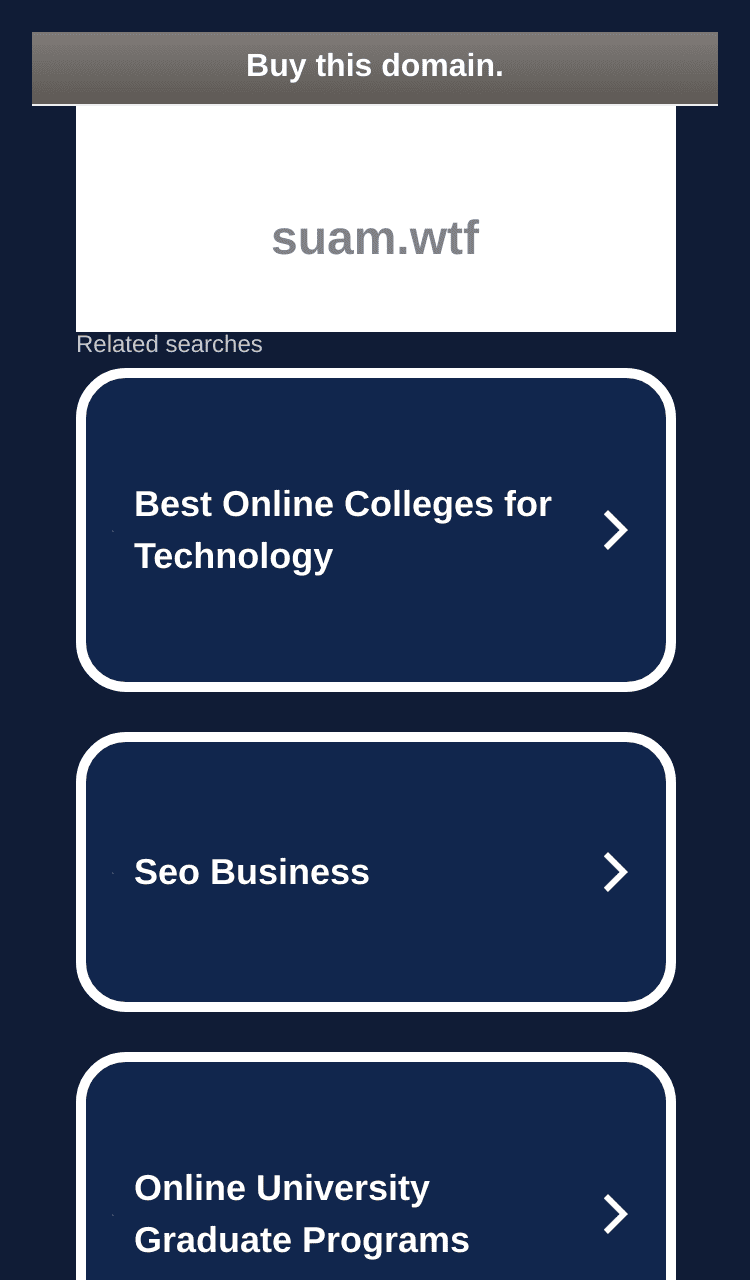 Buy this domain.
suam.wtf
Related searches
Best Online Colleges for
Technology
Seo Business
Online University
Graduate Programs